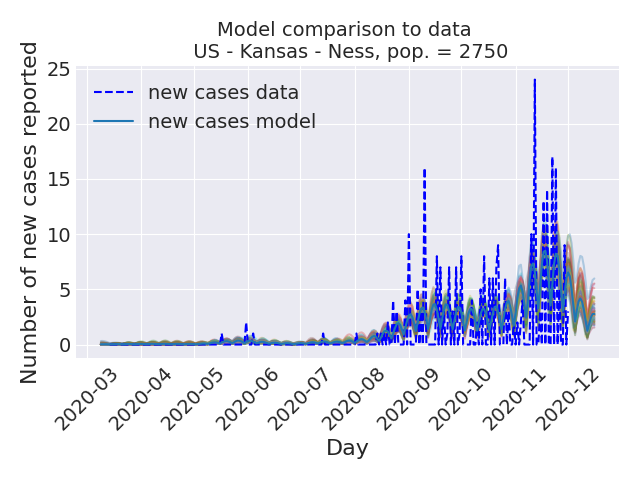 Model comparison to data
US - Kansas - Ness, pop. = 2750
Number of new cases reported
25
20
15
10
5
0
new cases data
new cases model
2020-03
2020-04
2020-05
2020-06
2020-07
2020-08
2020-09
2020-10
2020-11
2020-12
Day